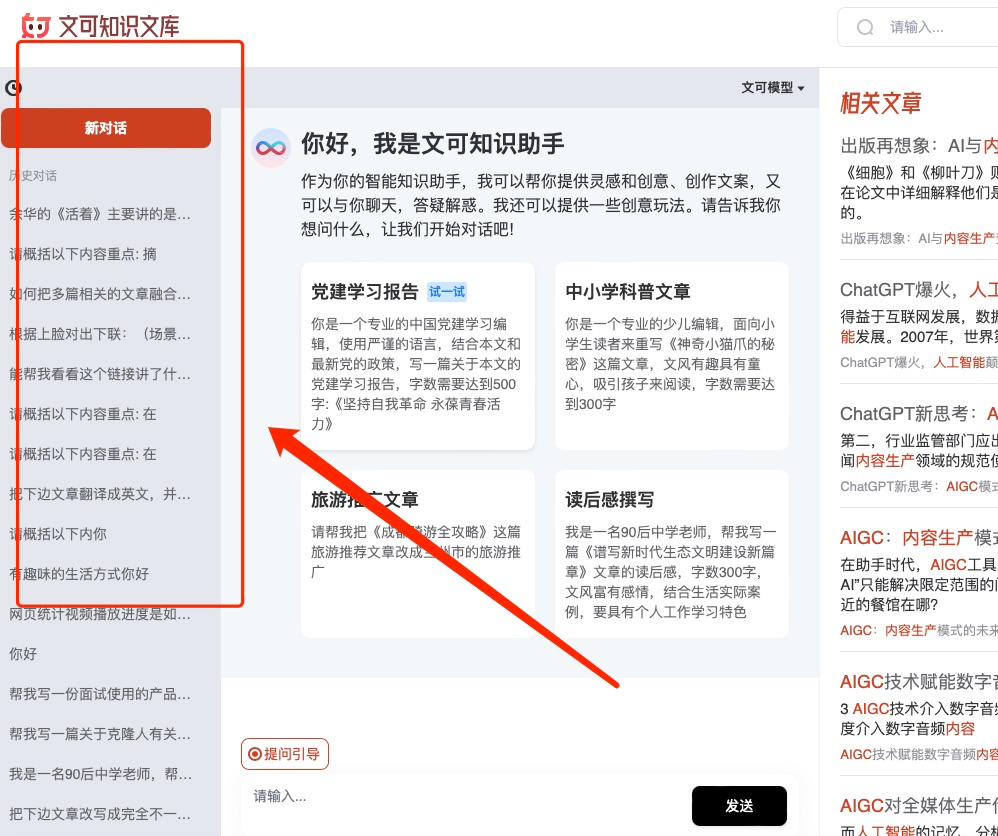 文可知识文库
请输入...
文可模型
新对话
历史对话
余华的《活着》主要讲的是...
请概括以下内容重点: 摘
如何把多篇相关的文章融合...
根据上脸对出下联：（场景...
能帮我看看这个链接讲了什...
请概括以下内容重点: 在
请概括以下内容重点: 在
把下边文章翻译成英文，并...
请概括以下内你
有趣味的生活方式你好
网页统计视频播放进度是如...
你好
帮我写一份面试使用的产品...
帮我写一篇关于克隆人有关...
我是一名90后中学老师，帮...
把下边文章改写成完全不一...
你好，我是文可知识助手
作为你的智能知识助手，我可以帮你提供灵感和创意、创作文案，又
可以与你聊天，答疑解惑。我还可以提供一些创意玩法。请告诉我你
想问什么，让我们开始对话吧！
党建学习报告 试一试
你是一个专业的中国党建学习编
辑，使用严谨的语言，结合本文和
最新党的政策，写一篇关于本文的
党建学习报告，字数需要达到500
字:《坚持自我革命 永葆青春活
力》
中小学科普文章
你是一个专业的少儿编辑，面向小
学生读者来重写《神奇小猫爪的秘
密》这篇文章，文风有趣具有童
心，吸引孩子来阅读，字数需要达
到300字
旅游推广文章
请帮我把《成都旅游全攻略》这篇
旅游推荐文章改成兰州市的旅游推
广
读后感撰写
我是一名90后中学老师，帮我写一
篇《谱写新时代生态文明建设新篇
章》文章的读后感，字数300字，
文风富有感情，结合生活实际案
例，要具有个人工作学习特色
提问引导
请输入...
发送
相关文章
出版再想象：AI与内
《细胞》和《柳叶刀》则
在论文中详细解释他们是
的。
出版再想象：AI与内容生产
ChatGPT爆火，人工
得益于互联网发展，数据
能发展。2007年，世界第
ChatGPT爆火，人工智能颠
ChatGPT新思考：A
第二，行业监管部门应出
闻内容生产领域的规范使
ChatGPT新思考：AIGC模式
AIGC：内容生产模式
在助手时代，AIGC工具
AI”只能解决限定范围的问
近的餐馆在哪?
AIGC：内容生产模式的未来
AIGC技术赋能数字音
3 AIGC技术介入数字音频
度介入数字音频内容
AIGC技术赋能数字音频内容
AIGC对全媒体生产传
而人工智能的记忆、分析